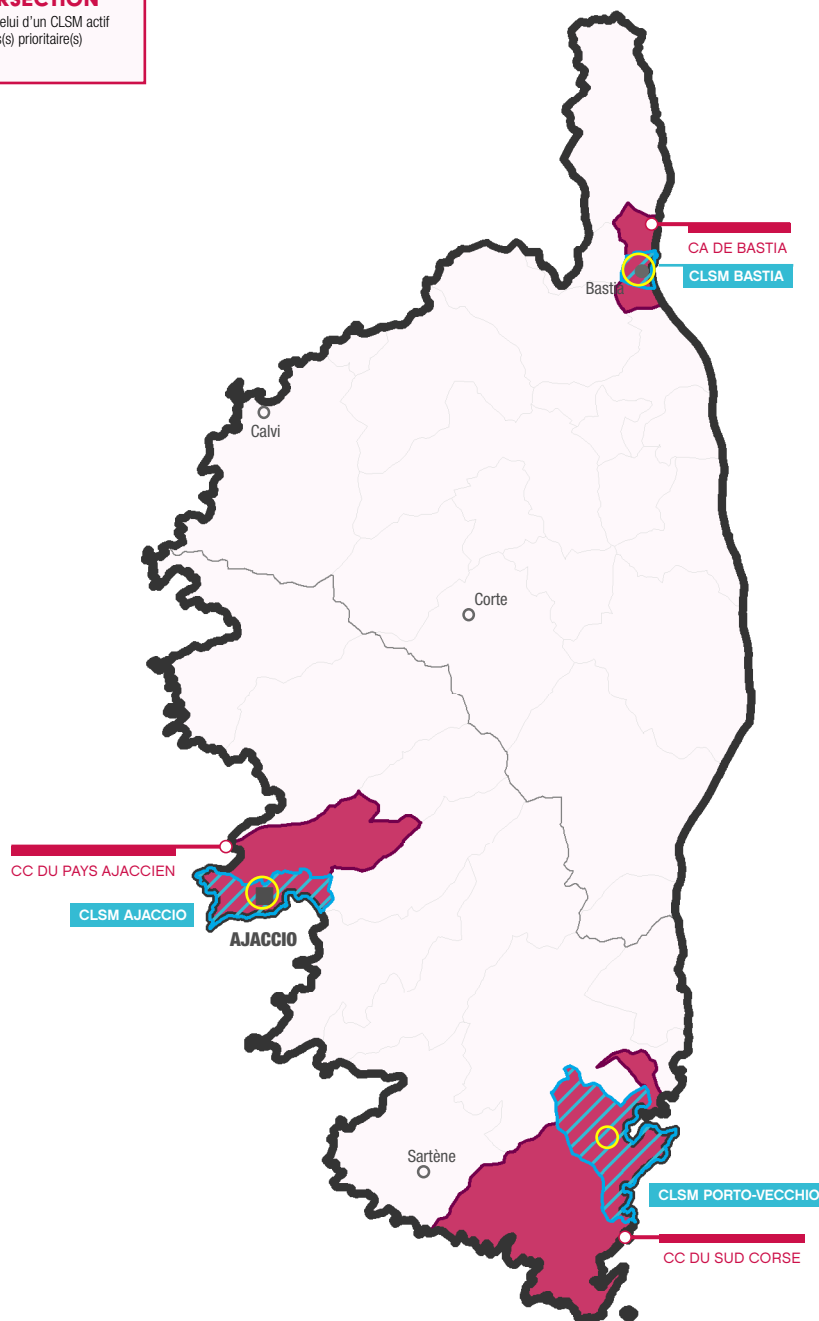 elui d'un CLSM actif
s(s) prioritaire(s)
CA DE BASTIA
CLSM BASTIA
Bastia
Calvi
Corte
CC DU PAYS AJACCIEN
CLSM AJACCIO
AJACCIO
Sartène
CLSM PORTO-VECCHIO
CC DU SUD CORSE